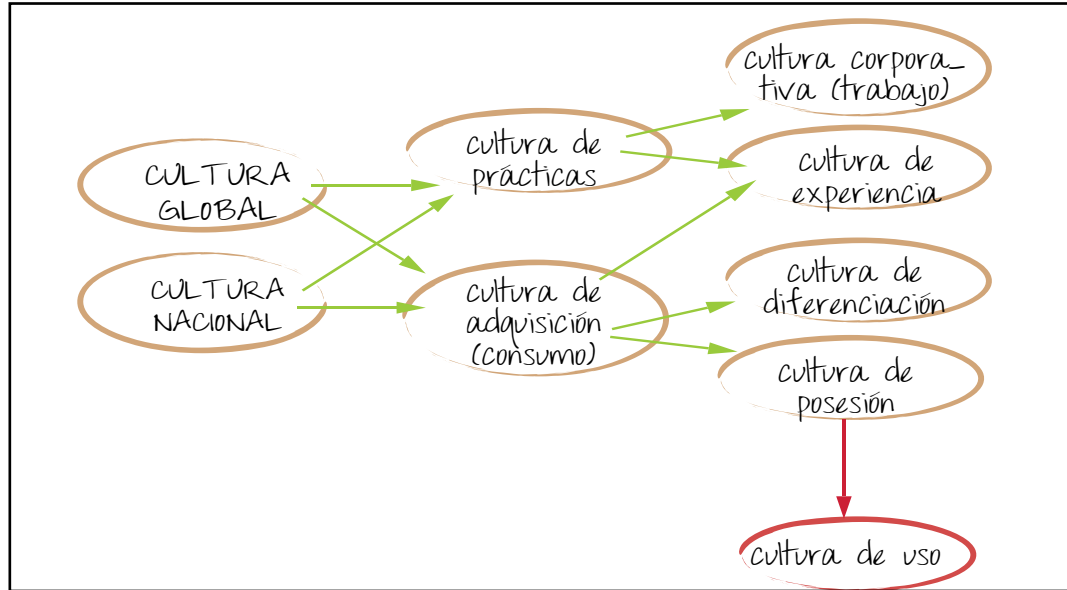 CULTURA
GLOBAL
CULTURA
NACIONAL
cultura de
prácticas
cultura de
adquisición
(consumo)
cultura corpora_
tiva (trabajo)
cultura de
experiencia
cultura de
diferenciación
cultura de
posesión
cultura de uso